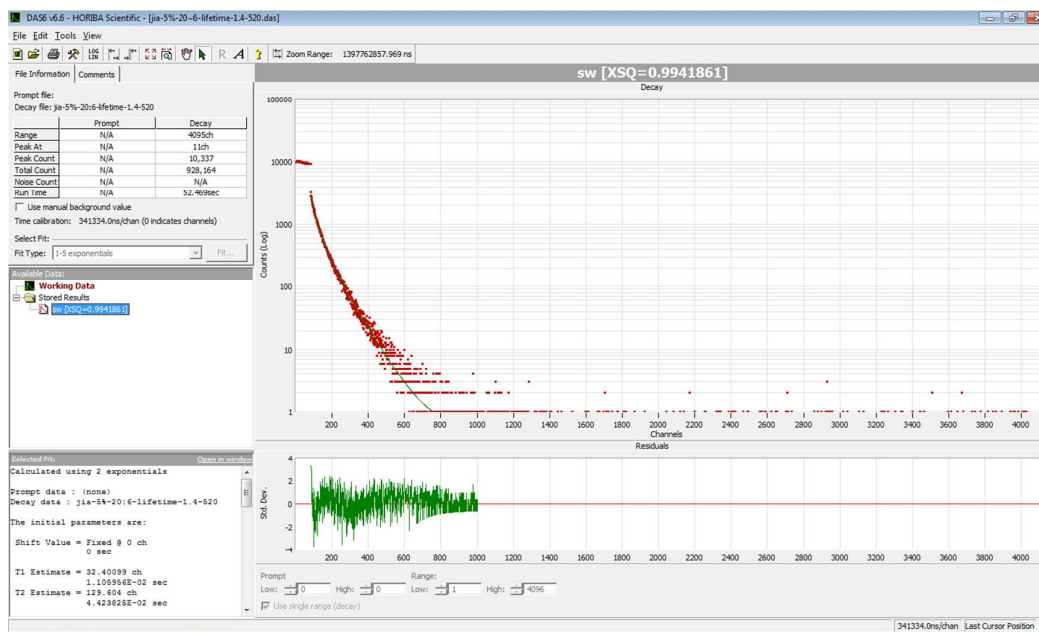 DAS6 v6.6 - HORIBA Scientific - [jia-5%-20~6-lifetime-1.4-520.das]
File Edit Tools View
LOG LIN R A ? Zoom Range: 1397762857.969 ns
File Information Comments
sw [XSQ=0.9941861]
Decay
Prompt file:
Decay file: jia-5%-20:6-lifetime-1.4-520
Prompt Decay
Range N/A 4095ch
Peak At N/A 11ch
Peak Count N/A 10,337
Total Count N/A 928,164
Noise Count N/A N/A
Run Time N/A 52.469sec
Use manual background value
Time calibration: 341334.0ns/chan (0 indicates channels)
Select Fit:
Fit Type: 1-5 exponentials Fit...
Available Data:
Working Data
Stored Results
sw [XSQ=0.9941861]
Counts (Log)
100000
10000
1000
100
10
1
200 400 600 800 1000 1200 1400 1600 1800 2000 2200 2400 2600 2800 3000 3200 3400 3600 3800 4000
Channels
Residuals
Selected Fit: Open in window
Calculated using 2 exponentials
Prompt data : (none)
Decay data : jia-5%-20:6-lifetime-1.4-520
The initial parameters are:
Shift Value = Fixed @ 0 ch
0 sec
T1 Estimate = 32.40099 ch
1.105956E-02 sec
T2 Estimate = 129.604 ch
4.423825E-02 sec
Std. Dev.
4
2
0
-2
-4
200 400 600 800 1000 1200 1400 1600 1800 2000 2200 2400 2600 2800 3000 3200 3400 3600 3800 4000
Prompt Range:
Low: 0 High: 0 Low: 1 High: 4096
Use single range (decay)
341334.0ns/chan Last Cursor Position